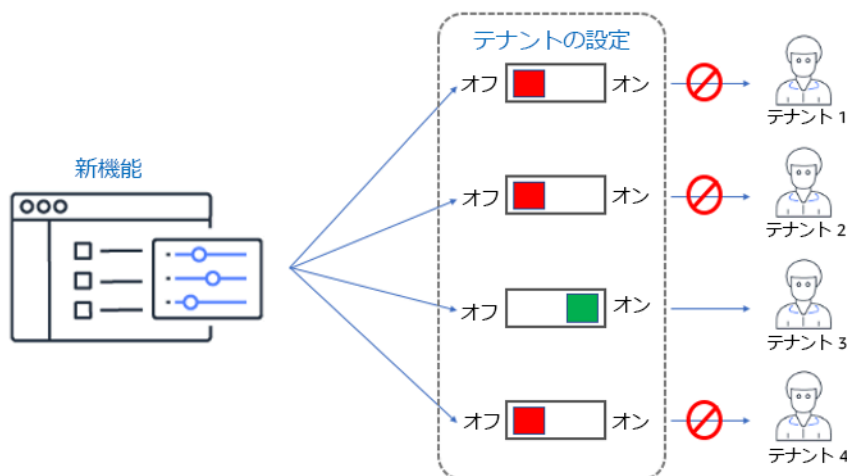 テナントの設定
オフ オン
テナント 1
新機能
オフ オン
テナント 2
オフ オン
テナント 3
オフ オン
テナント 4